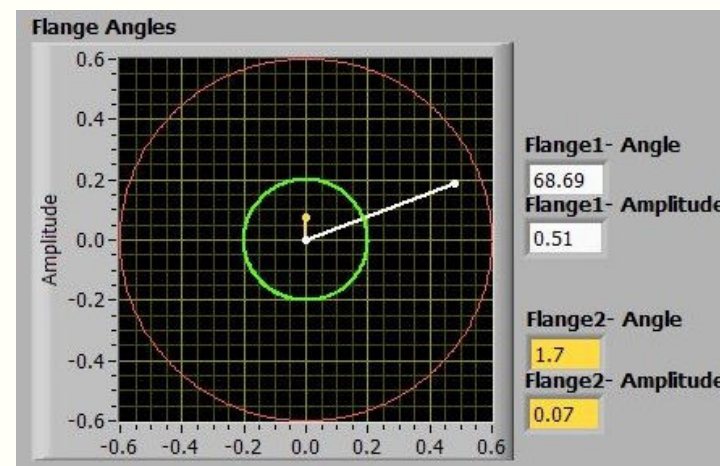 Flange Angles
0.6
0.4
0.2
0.0
-0.2
-0.4
-0.6
Amplitude
-0.6 -0.4 -0.2 0.0 0.2 0.4 0.6
Flange1- Angle
68.69
Flange1- Amplitude
0.51
Flange2- Angle
1.7
Flange2- Amplitude
0.07